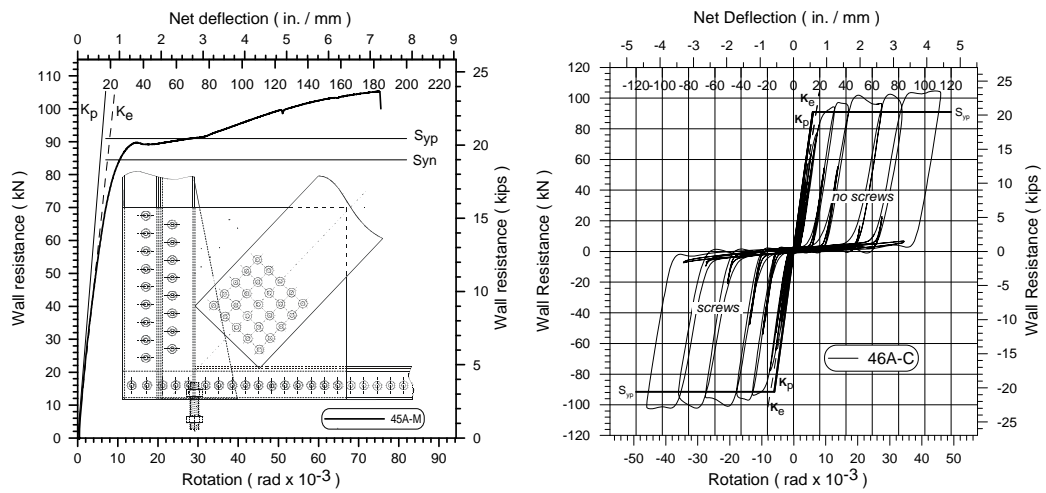 Net deflection ( in. / mm )
0 1 2 3 4 5 6 7 8 9
20 40 60 80 100 120 140 160 180 200
Kp Ke
Syp
Syn
Wall resistance ( kN )
110
100
90
80
70
60
50
40
30
20
10
0
Wall resistance ( kips )
25
20
15
10
5
0
45A-M
0 10 20 30 40 50 60 70 80 90
Rotation ( rad x 10-3 )
Net Deflection ( in. / mm )
-5 -4 -3 -2 -1 0 1 2 3 4 5
-120 -100 -80 -60 -40 -20 0 20 40 60 80 100 120
Ke
Kp
Syp
no screws
screws
46A-C
Syp
Kp
Ke
Wall Resistance ( kN )
120
100
80
60
40
20
0
-20
-40
-60
-80
-100
-120
Wall Resistance ( kips )
25
20
15
10
5
0
-5
-10
-15
-20
-25
-50 -40 -30 -20 -10 0 10 20 30 40 50
Rotation ( rad x 10-3 )